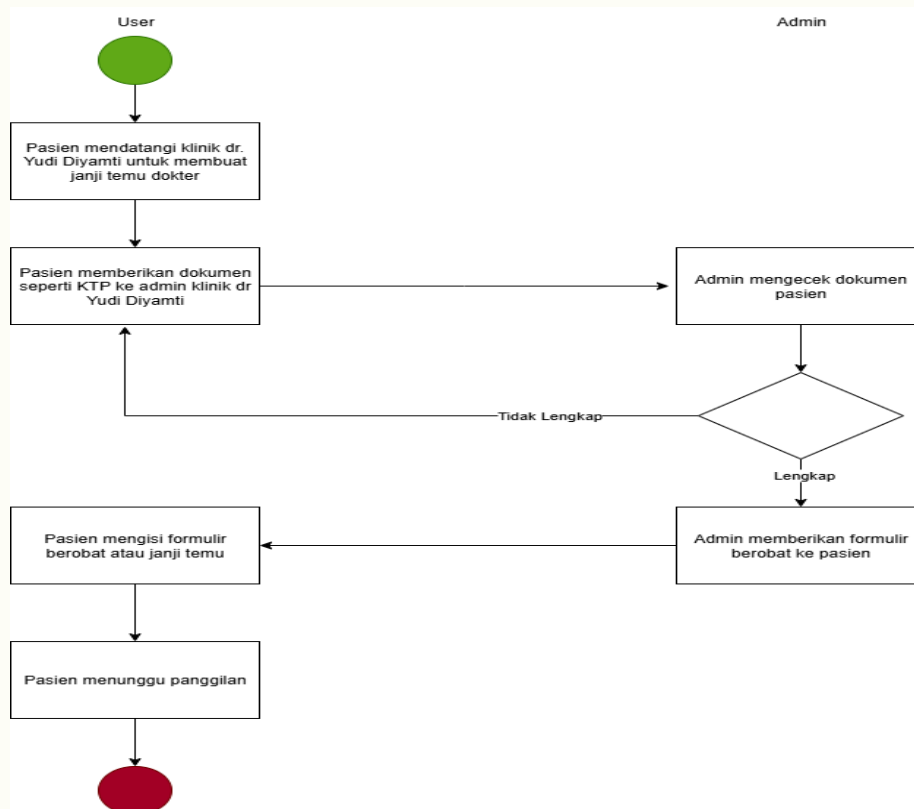 User
Admin
Pasien mendatangi klinik dr.
Yudi Diyamti untuk membuat
janji temu dokter
Pasien memberikan dokumen
seperti KTP ke admin klinik dr
Yudi Diyamti
Admin mengecek dokumen
pasien
Tidak Lengkap
Lengkap
Pasien mengisi formulir
berobat atau janji temu
Admin memberikan formulir
berobat ke pasien
Pasien menunggu panggilan